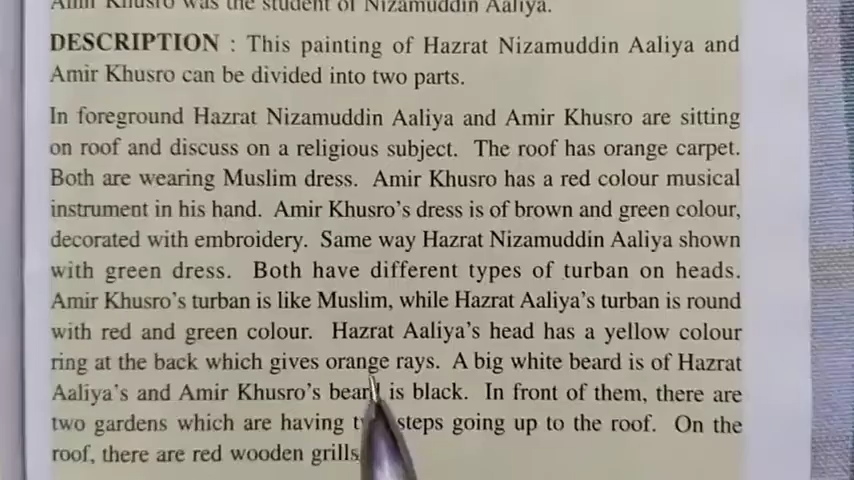 Amir Khusro was the student of Nizamuddin Aaliya.
DESCRIPTION : This painting of Hazrat Nizamuddin Aaliya and
Amir Khusro can be divided into two parts.
In foreground Hazrat Nizamuddin Aaliya and Amir Khusro are sitting
on roof and discuss on a religious subject. The roof has orange carpet.
Both are wearing Muslim dress. Amir Khusro has a red colour musical
instrument in his hand. Amir Khusro's dress is of brown and green colour,
decorated with embroidery. Same way Hazrat Nizamuddin Aaliya shown
with green dress. Both have different types of turban on heads.
Amir Khusro's turban is like Muslim, while Hazrat Aaliya's turban is round
with red and green colour. Hazrat Aaliya's head has a yellow colour
ring at the back which gives orange rays. A big white beard is of Hazrat
Aaliya's and Amir Khusro's beard is black. In front of them, there are
two gardens which are having steps going up to the roof. On the
roof, there are red wooden grills